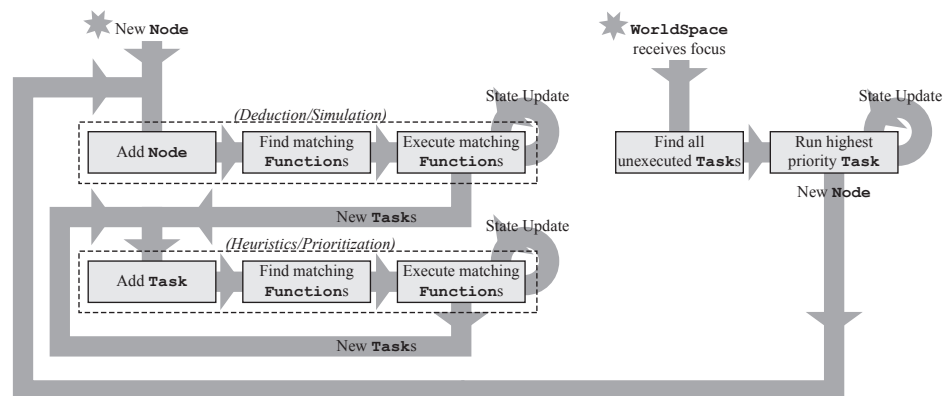 New Node
WorldSpace
receives focus
(Deduction/Simulation)
State Update
State Update
Add Node
Find matching
Functions
Execute matching
Functions
Find all
unexecuted Tasks
Run highest
priority Task
New Node
New Tasks
(Heuristics/Prioritization)
State Update
Add Task
Find matching
Functions
Execute matching
Functions
New Tasks